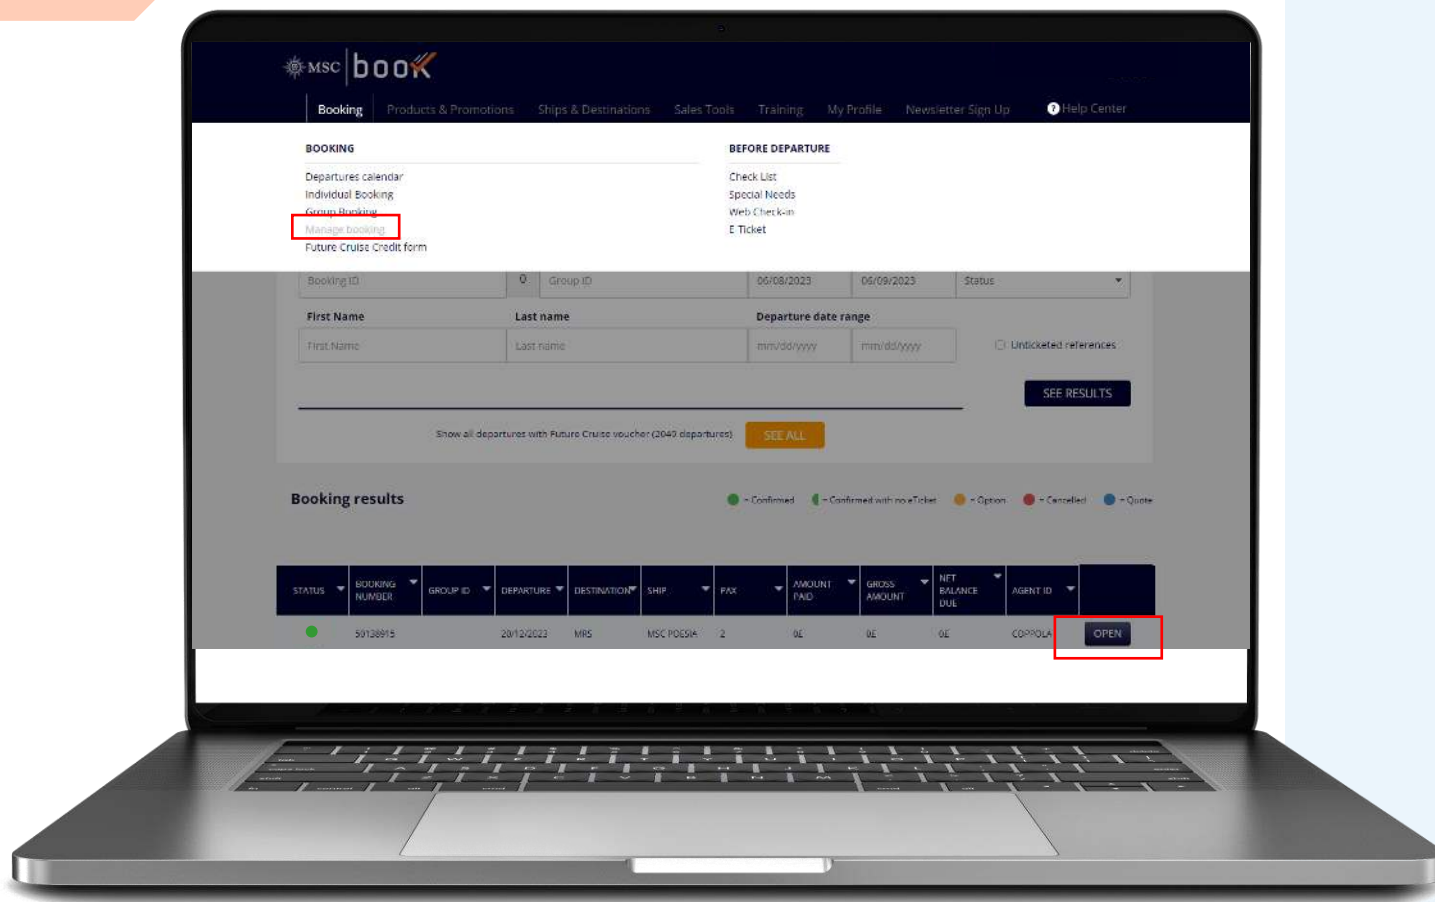 MSC book
Booking Products & Promotions Ships & Destinations Sales Tools Training My Profile Newsletter Sign Up ? Help Center
BOOKING
Departures calendar
Individual Booking
Group Booking
Manage booking
Future Cruise Credit form
BEFORE DEPARTURE
Check List
Special Needs
Web Check-in
E Ticket
Booking ID 0 Group ID 06/08/2023 06/09/2023 Status
First Name Last name Departure date range
First Name Last name mm/dd/yyyy mm/dd/yyyy Unticketed references
SEE RESULTS
Show all departures with Future Cruise voucher (2049 departures) SEE ALL
Booking results
= Confirmed = Confirmed with no eTicket = Option = Cancelled = Quote
STATUS BOOKING NUMBER GROUP ID DEPARTURE DESTINATION SHIP PAX AMOUNT PAID GROSS AMOUNT NET BALANCE DUE AGENT ID
50138915 20/12/2023 MRS MSC POESIA 2 0£ 0£ 0£ COPPOLA OPEN